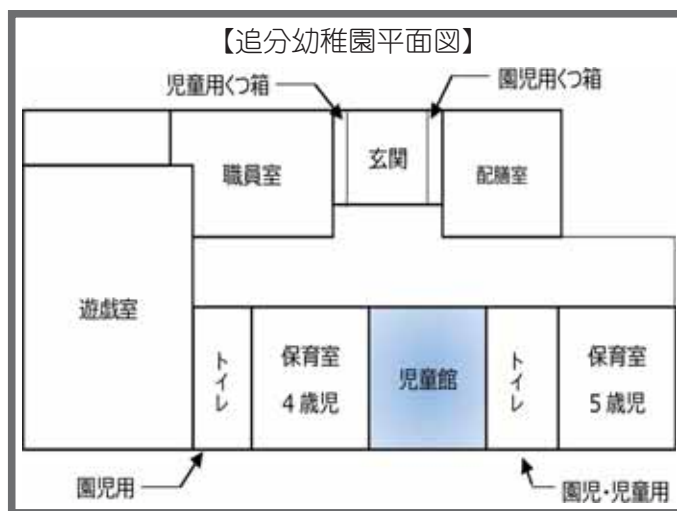 【追分幼稚園平面図】
児童用くつ箱
園児用くつ箱
職員室
玄関
配膳室
遊戯室
トイレ
保育室
4歳児
児童館
トイレ
保育室
5歳児
園児用
園児・児童用